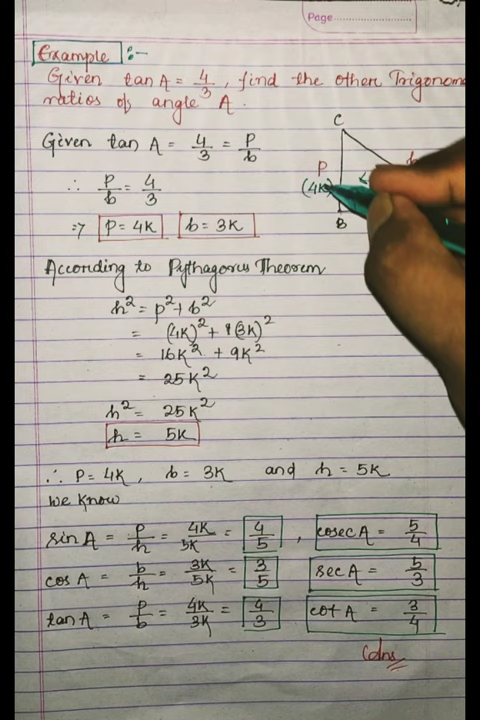 Page
Example :-
Given tan A = 4/3, find the other Trigonome
ratios of angle A.
Given tan A = 4/3 = P/b
C
∴ P/b = 4/3
P
h
(4K)
=> P = 4K b = 3K
B
According to Pythagorus Theorem
h² = p² + b²
= (4K)² + (3K)²
= 16K² + 9K²
= 25K²
h² = 25K²
h = 5K
∴ P = 4K, b = 3K and h = 5K
we know
sin A = P/h = 4K/5K = 4/5, cosec A = 5/4
cos A = b/h = 3K/5K = 3/5 sec A = 5/3
tan A = P/b = 4K/3K = 4/3 cot A = 3/4